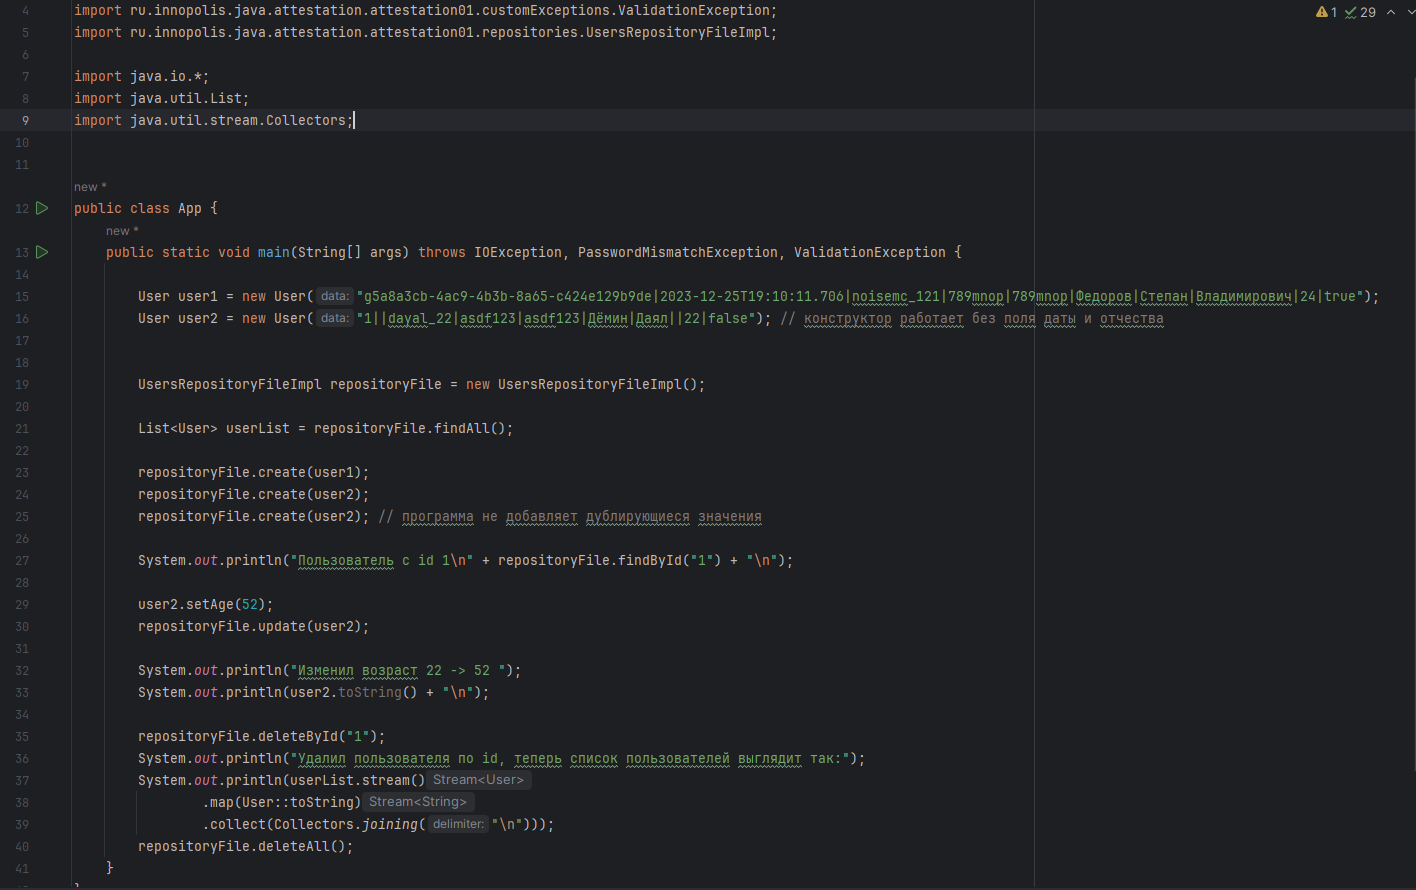 1 29
4 import ru.innopolis.java.attestation.attestation01.customExceptions.ValidationException;
5 import ru.innopolis.java.attestation.attestation01.repositories.UsersRepositoryFileImpl;
6
7 import java.io.*;
8 import java.util.List;
9 import java.util.stream.Collectors;
10
11
new *
12 public class App {
new *
13 public static void main(String[] args) throws IOException, PasswordMismatchException, ValidationException {
14
15 User user1 = new User( data: "g5a8a3cb-4ac9-4b3b-8a65-c424e129b9de|2023-12-25T19:10:11.706|noisemc_121|789mnop|789mnop|Федоров|Степан|Владимирович|24|true");
16 User user2 = new User( data: "1||dayal_22|asdf123|asdf123|Дёмин|Даял||22|false"); // конструктор работает без поля даты и отчества
17
18
19 UsersRepositoryFileImpl repositoryFile = new UsersRepositoryFileImpl();
20
21 List<User> userList = repositoryFile.findAll();
22
23 repositoryFile.create(user1);
24 repositoryFile.create(user2);
25 repositoryFile.create(user2); // программа не добавляет дублирующиеся значения
26
27 System.out.println("Пользователь с id 1\n" + repositoryFile.findById("1") + "\n");
28
29 user2.setAge(52);
30 repositoryFile.update(user2);
31
32 System.out.println("Изменил возраст 22 -> 52 ");
33 System.out.println(user2.toString() + "\n");
34
35 repositoryFile.deleteById("1");
36 System.out.println("Удалил пользователя по id, теперь список пользователей выглядит так:");
37 System.out.println(userList.stream() Stream<User>
38 .map(User::toString) Stream<String>
39 .collect(Collectors.joining( delimiter: "\n")));
40 repositoryFile.deleteAll();
41 }